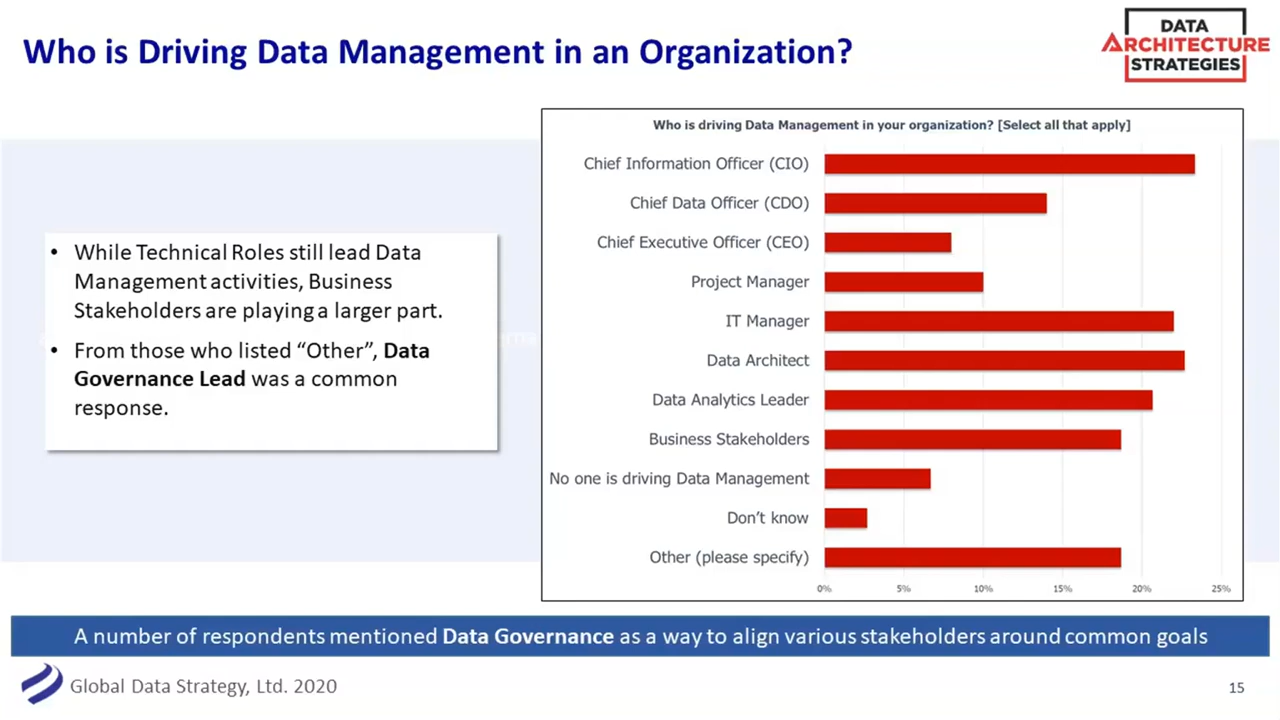 Who is Driving Data Management in an Organization?
DATA
ARCHITECTURE
STRATEGIES
• While Technical Roles still lead Data
Management activities, Business
Stakeholders are playing a larger part.
• From those who listed “Other”, Data
Governance Lead was a common
response.
Who is driving Data Management in your organization? [Select all that apply]
Chief Information Officer (CIO)
Chief Data Officer (CDO)
Chief Executive Officer (CEO)
Project Manager
IT Manager
Data Architect
Data Analytics Leader
Business Stakeholders
No one is driving Data Management
Don’t know
Other (please specify)
0% 5% 10% 15% 20% 25%
A number of respondents mentioned Data Governance as a way to align various stakeholders around common goals
Global Data Strategy, Ltd. 2020
15